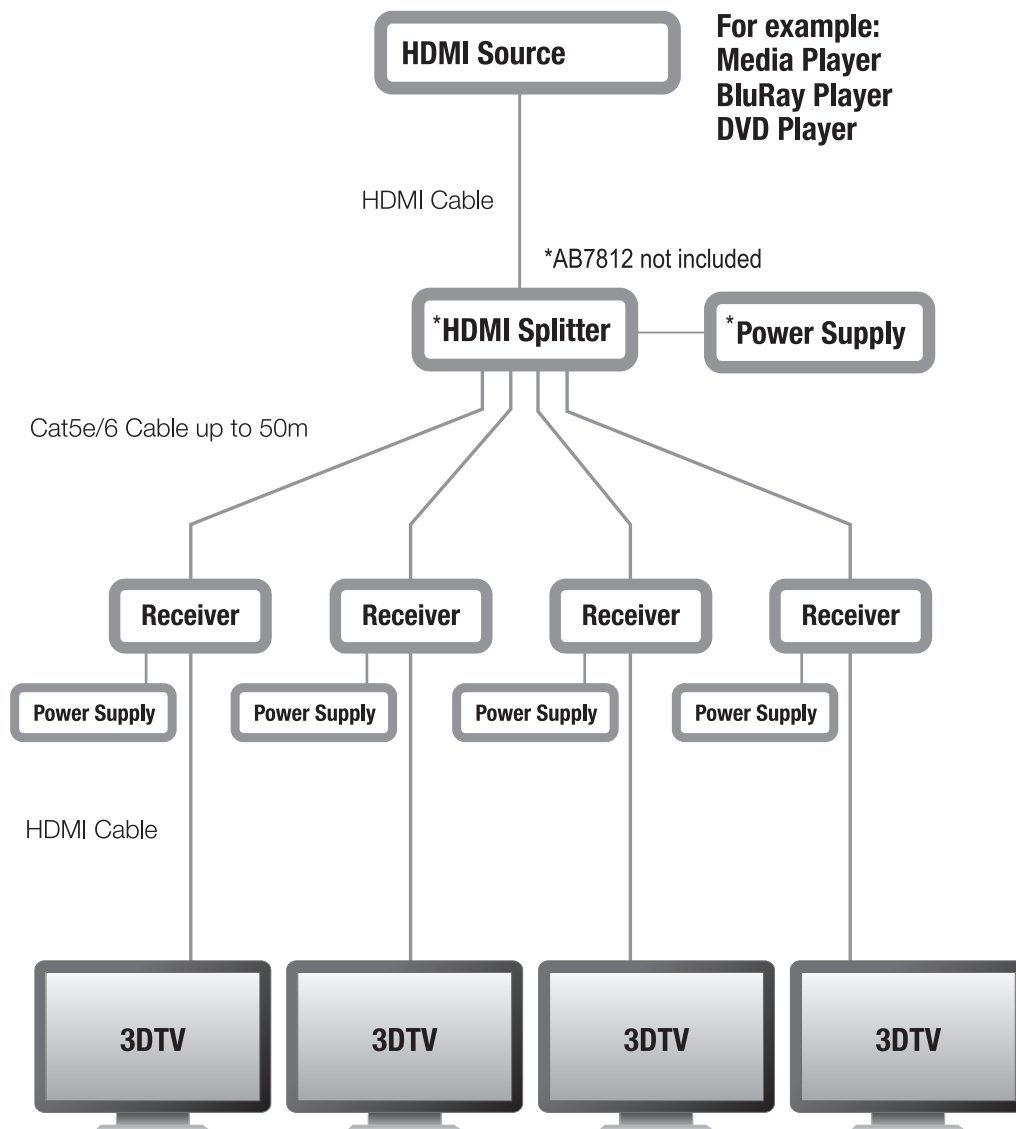 HDMI Source
For example:
Media Player
BluRay Player
DVD Player
HDMI Cable
*AB7812 not included
*HDMI Splitter
*Power Supply
Cat5e/6 Cable up to 50m
Receiver
Receiver
Receiver
Receiver
Power Supply
Power Supply
Power Supply
Power Supply
HDMI Cable
3DTV
3DTV
3DTV
3DTV